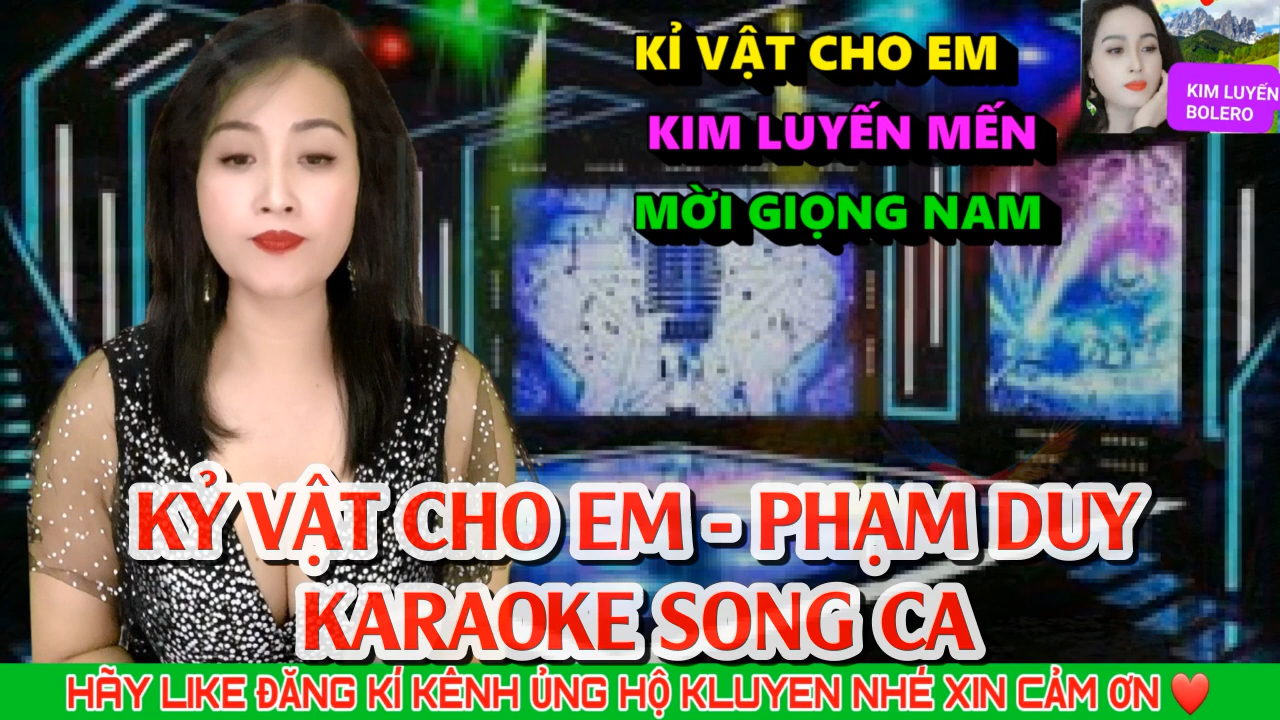 KỈ VẬT CHO EM
KIM LUYẾN MẾN
MỜI GIỌNG NAM
KIM LUYẾN
BOLERO
KỶ VẬT CHO EM - PHẠM DUY
KARAOKE SONG CA
HÃY LIKE ĐĂNG KÍ KÊNH ỦNG HỘ KLUYEN NHÉ XIN CẢM ƠN ❤️